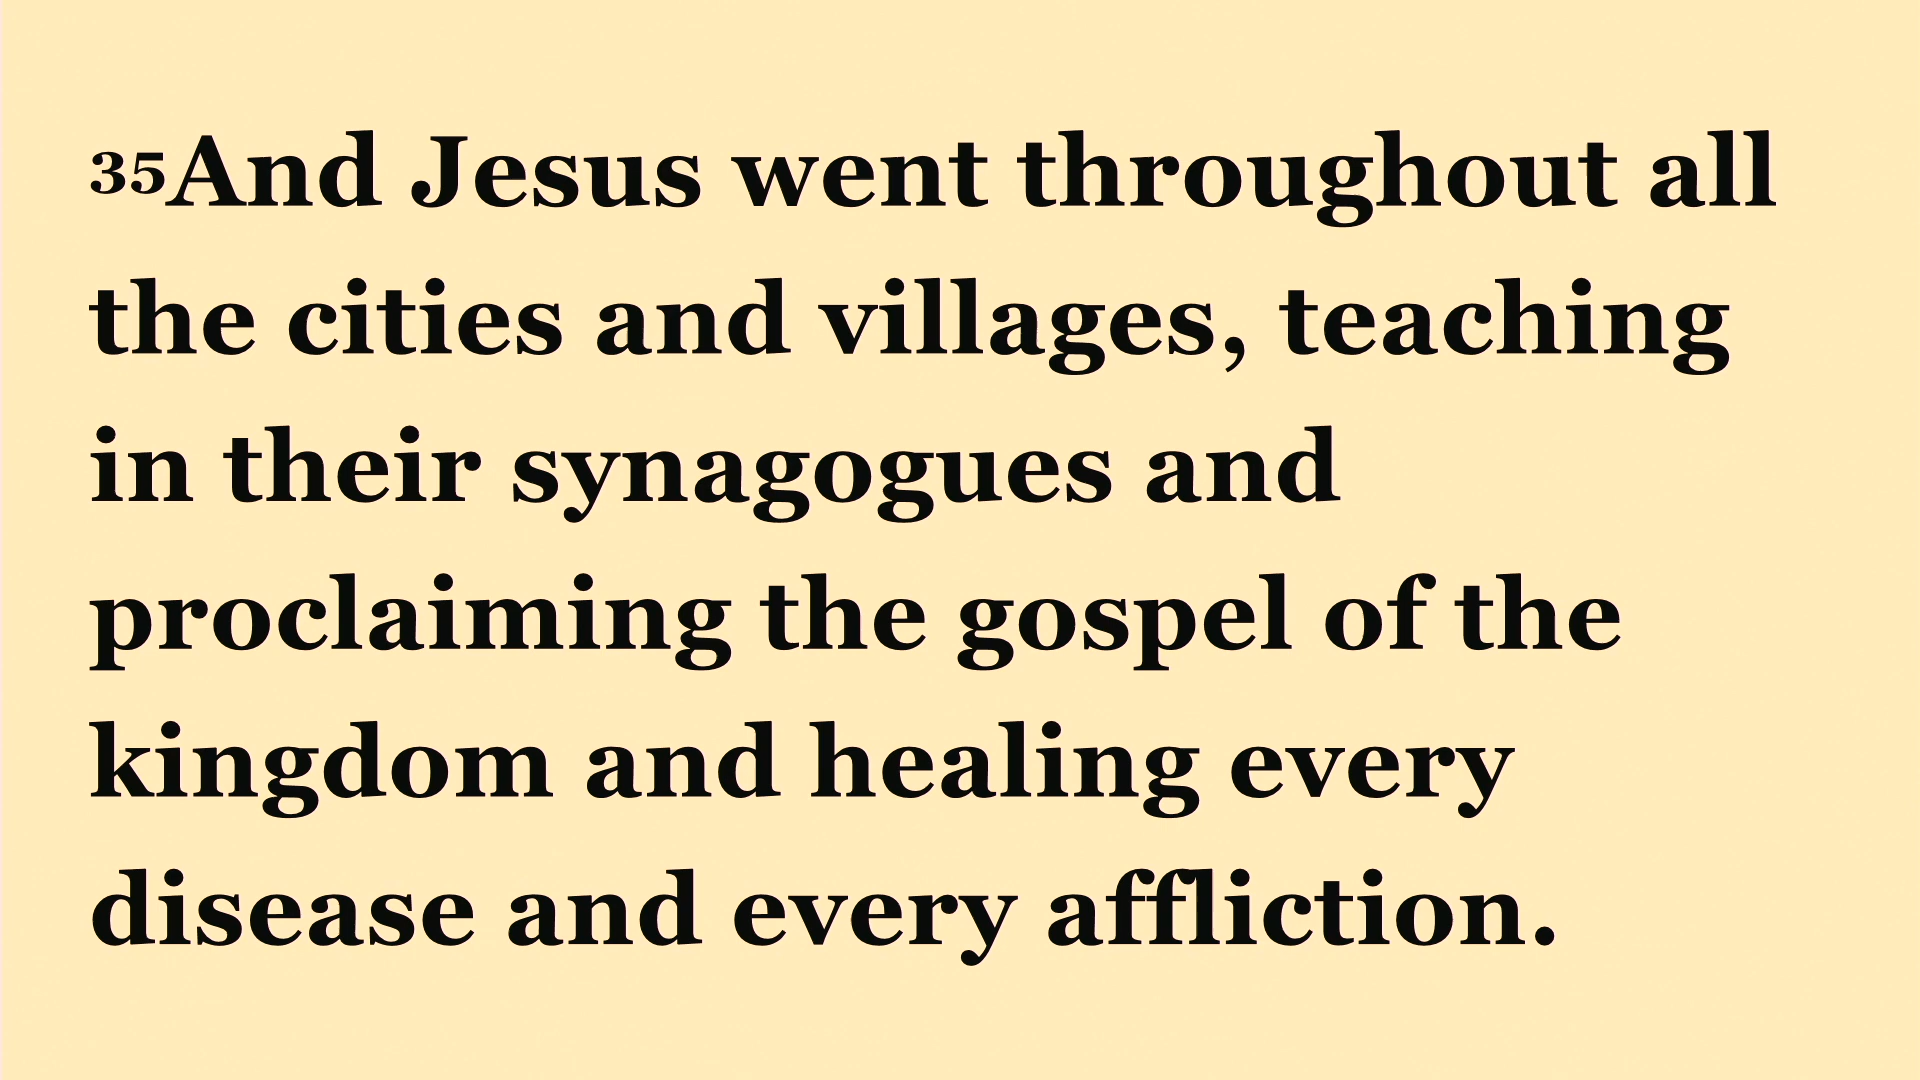 35And Jesus went throughout all
the cities and villages, teaching
in their synagogues and
proclaiming the gospel of the
kingdom and healing every
disease and every affliction.